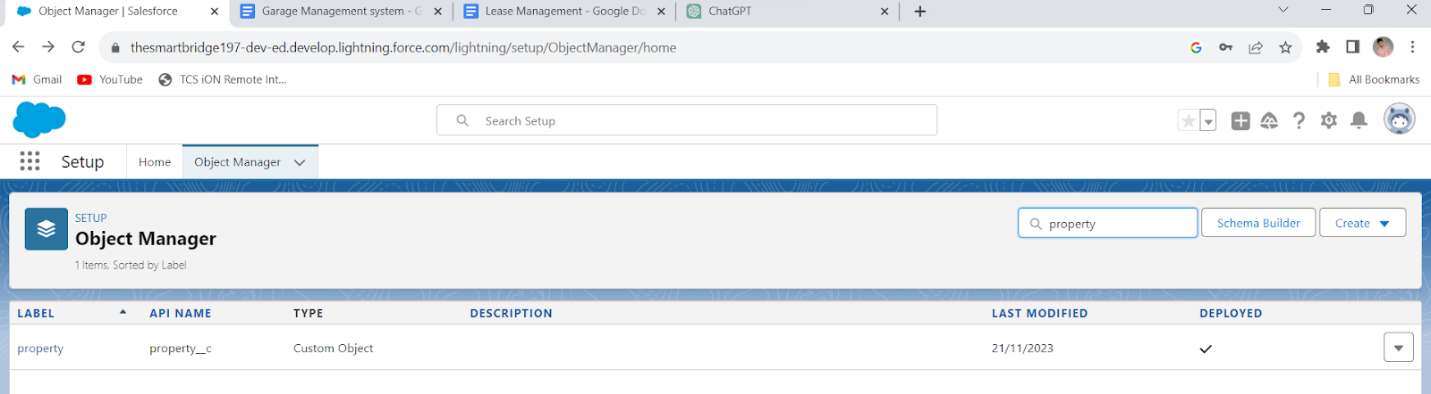 Object Manager | Salesforce
Garage Management system - G
Lease Management - Google Do
ChatGPT
thesmartbridge197-dev-ed.develop.lightning.force.com/lightning/setup/ObjectManager/home
Gmail
YouTube
TCS iON Remote Int...
All Bookmarks
Search Setup
Setup
Home
Object Manager
SETUP
Object Manager
1 Items, Sorted by Label
property
Schema Builder
Create
LABEL API NAME TYPE DESCRIPTION LAST MODIFIED DEPLOYED
property property__c Custom Object 21/11/2023